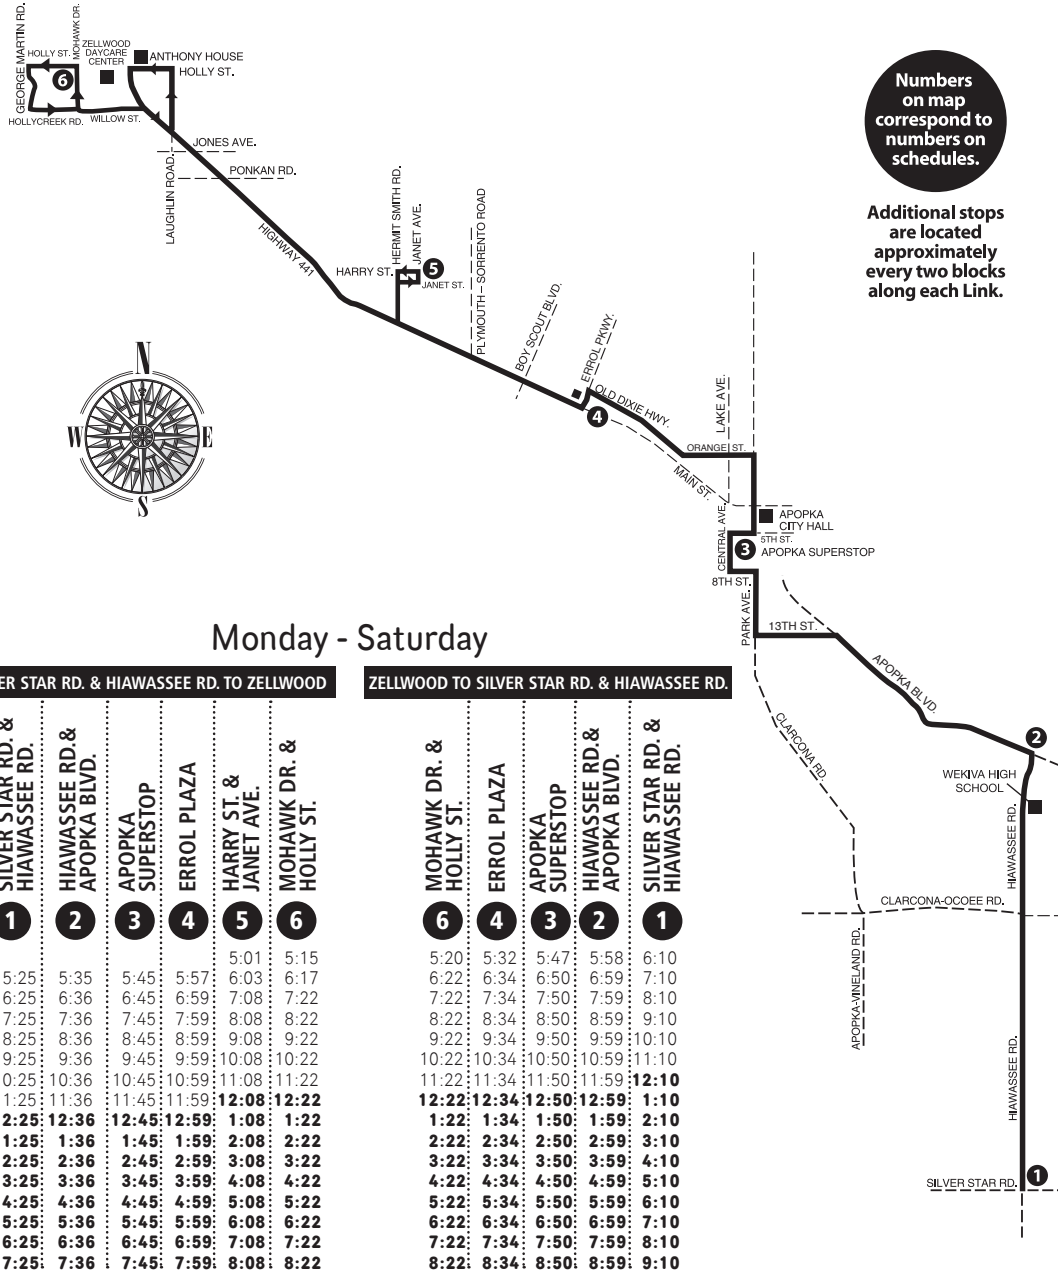 GEORGE MARTIN RD.
MOHAWK DR.
HOLLY ST.
ZELLWOOD
DAYCARE
CENTER
ANTHONY HOUSE
HOLLY ST.
6
HOLLYCREEK RD.
WILLOW ST.
JONES AVE.
PONKAN RD.
LAUGHLIN ROAD.
HIGHWAY 441
HARRY ST.
HERMIT SMITH RD.
JANET AVE.
5
JANET ST.
PLYMOUTH – SORRENTO ROAD
BOY SCOUT BLVD.
ERROL PKWY.
OLD DIXIE HWY.
4
LAKE AVE.
ORANGE ST.
MAIN ST.
APOPKA
CITY HALL
CENTRAL AVE.
5TH ST.
3
APOPKA SUPERSTOP
8TH ST.
PARK AVE.
13TH ST.
APOPKA BLVD.
CLARCONA RD.
2
WEKIVA HIGH
SCHOOL
HIAWASSEE RD.
CLARCONA-OCOEE RD.
APOPKA-VINELAND RD.
HIAWASSEE RD.
SILVER STAR RD.
1
Numbers
on map
correspond to
numbers on
schedules.
Additional stops
are located
approximately
every two blocks
along each Link.
N
W
E
S
Monday - Saturday
ER STAR RD. & HIAWASSEE RD. TO ZELLWOOD
SILVER STAR RD. &
HIAWASSEE RD.
HIAWASSEE RD.&
APOPKA BLVD.
APOPKA
SUPERSTOP
ERROL PLAZA
HARRY ST. &
JANET AVE.
MOHAWK DR. &
HOLLY ST.
1 2 3 4 5 6
5:01 5:15
5:25 5:35 5:45 5:57 6:03 6:17
6:25 6:36 6:45 6:59 7:08 7:22
7:25 7:36 7:45 7:59 8:08 8:22
8:25 8:36 8:45 8:59 9:08 9:22
9:25 9:36 9:45 9:59 10:08 10:22
0:25 10:36 10:45 10:59 11:08 11:22
1:25 11:36 11:45 11:59 12:08 12:22
2:25 12:36 12:45 12:59 1:08 1:22
1:25 1:36 1:45 1:59 2:08 2:22
2:25 2:36 2:45 2:59 3:08 3:22
3:25 3:36 3:45 3:59 4:08 4:22
4:25 4:36 4:45 4:59 5:08 5:22
5:25 5:36 5:45 5:59 6:08 6:22
6:25 6:36 6:45 6:59 7:08 7:22
7:25 7:36 7:45 7:59 8:08 8:22
ZELLWOOD TO SILVER STAR RD. & HIAWASSEE RD.
MOHAWK DR. &
HOLLY ST.
ERROL PLAZA
APOPKA
SUPERSTOP
HIAWASSEE RD.&
APOPKA BLVD.
SILVER STAR RD. &
HIAWASSEE RD.
6 4 3 2 1
5:20 5:32 5:47 5:58 6:10
6:22 6:34 6:50 6:59 7:10
7:22 7:34 7:50 7:59 8:10
8:22 8:34 8:50 8:59 9:10
9:22 9:34 9:50 9:59 10:10
10:22 10:34 10:50 10:59 11:10
11:22 11:34 11:50 11:59 12:10
12:22 12:34 12:50 12:59 1:10
1:22 1:34 1:50 1:59 2:10
2:22 2:34 2:50 2:59 3:10
3:22 3:34 3:50 3:59 4:10
4:22 4:34 4:50 4:59 5:10
5:22 5:34 5:50 5:59 6:10
6:22 6:34 6:50 6:59 7:10
7:22 7:34 7:50 7:59 8:10
8:22 8:34 8:50 8:59 9:10